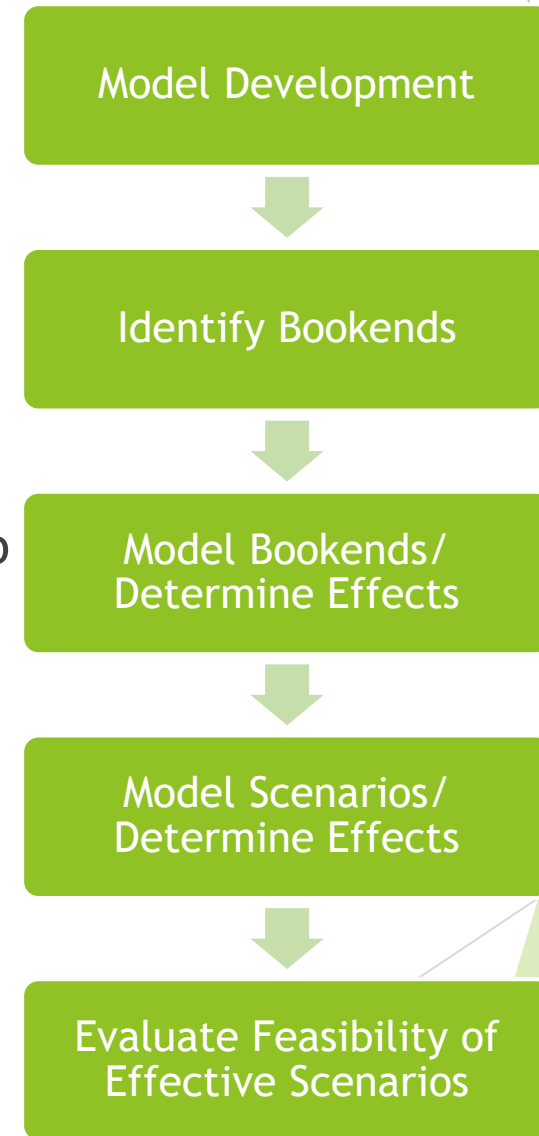 Model Development
Identify Bookends
Model Bookends/
Determine Effects
Model Scenarios/
Determine Effects
Evaluate Feasibility of
Effective Scenarios